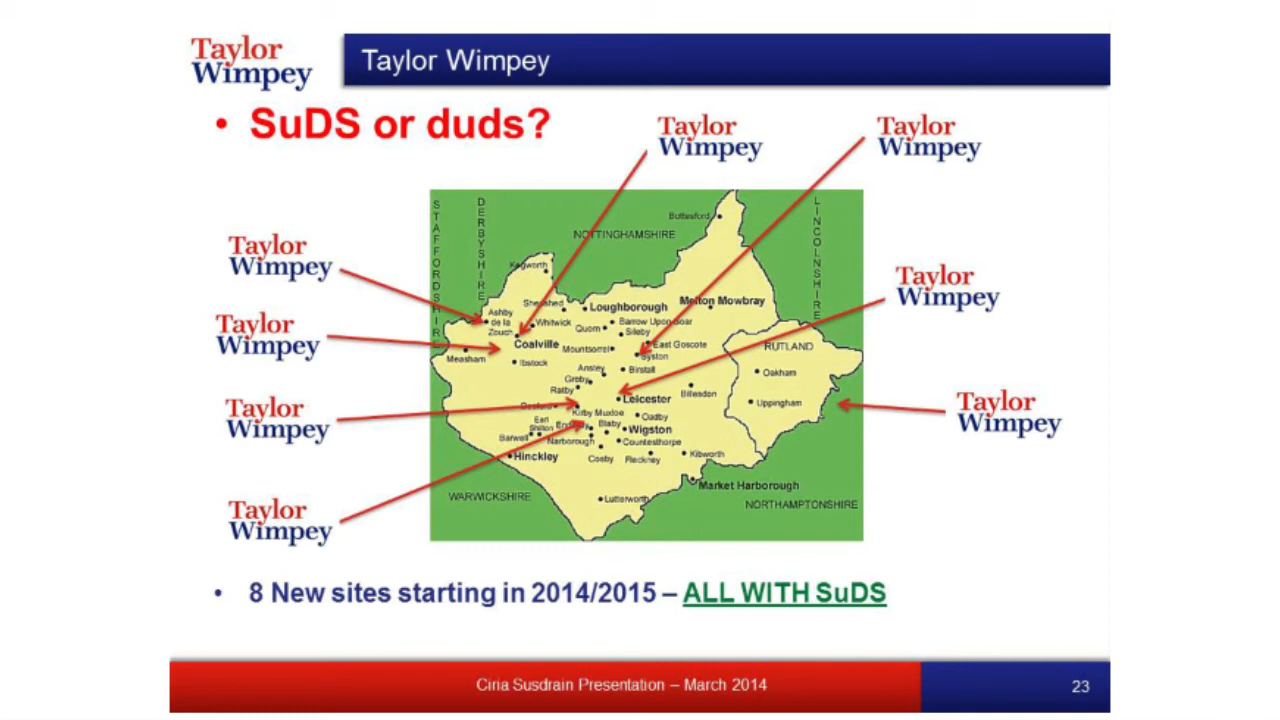 Taylor
Wimpey
Taylor Wimpey
• SuDS or duds?
Taylor
Wimpey
Taylor
Wimpey
STAFFORDSHIRE
DERBYSHIRE
LINCOLNSHIRE
Bottesford
NOTTINGHAMSHIRE
Taylor
Wimpey
Kegworth
Taylor
Wimpey
Shepshed
Loughborough
Melton Mowbray
Ashby
de la
Zouch
Whitwick
Quorn
Barrow Upon Soar
Sileby
Taylor
Wimpey
Coalville
Mountsorrel
East Goscote
Syston
RUTLAND
Measham
Ibstock
Anstey
Birstall
Oakham
Groby
Ratby
Billesdon
Leicester
Uppingham
Taylor
Wimpey
Taylor
Wimpey
Desford
Kirby Muxloe
Oadby
Earl
Shilton
Enderby
Blaby
Wigston
Barwell
Narborough
Countesthorpe
Hinckley
Cosby
Fleckney
Kibworth
Market Harborough
WARWICKSHIRE
Lutterworth
NORTHAMPTONSHIRE
Taylor
Wimpey
• 8 New sites starting in 2014/2015 – ALL WITH SuDS
Ciria Susdrain Presentation – March 2014
23